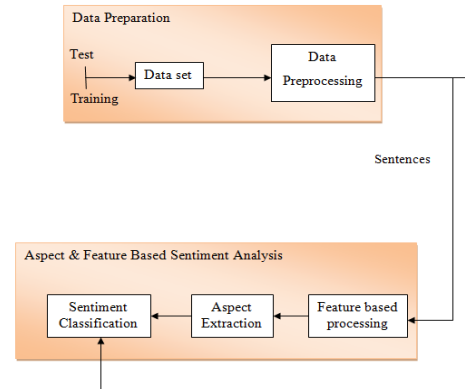 Data Preparation
Test
Training
Data set
Data
Preprocessing
Sentences
Aspect & Feature Based Sentiment Analysis
Sentiment
Classification
Aspect
Extraction
Feature based
processing